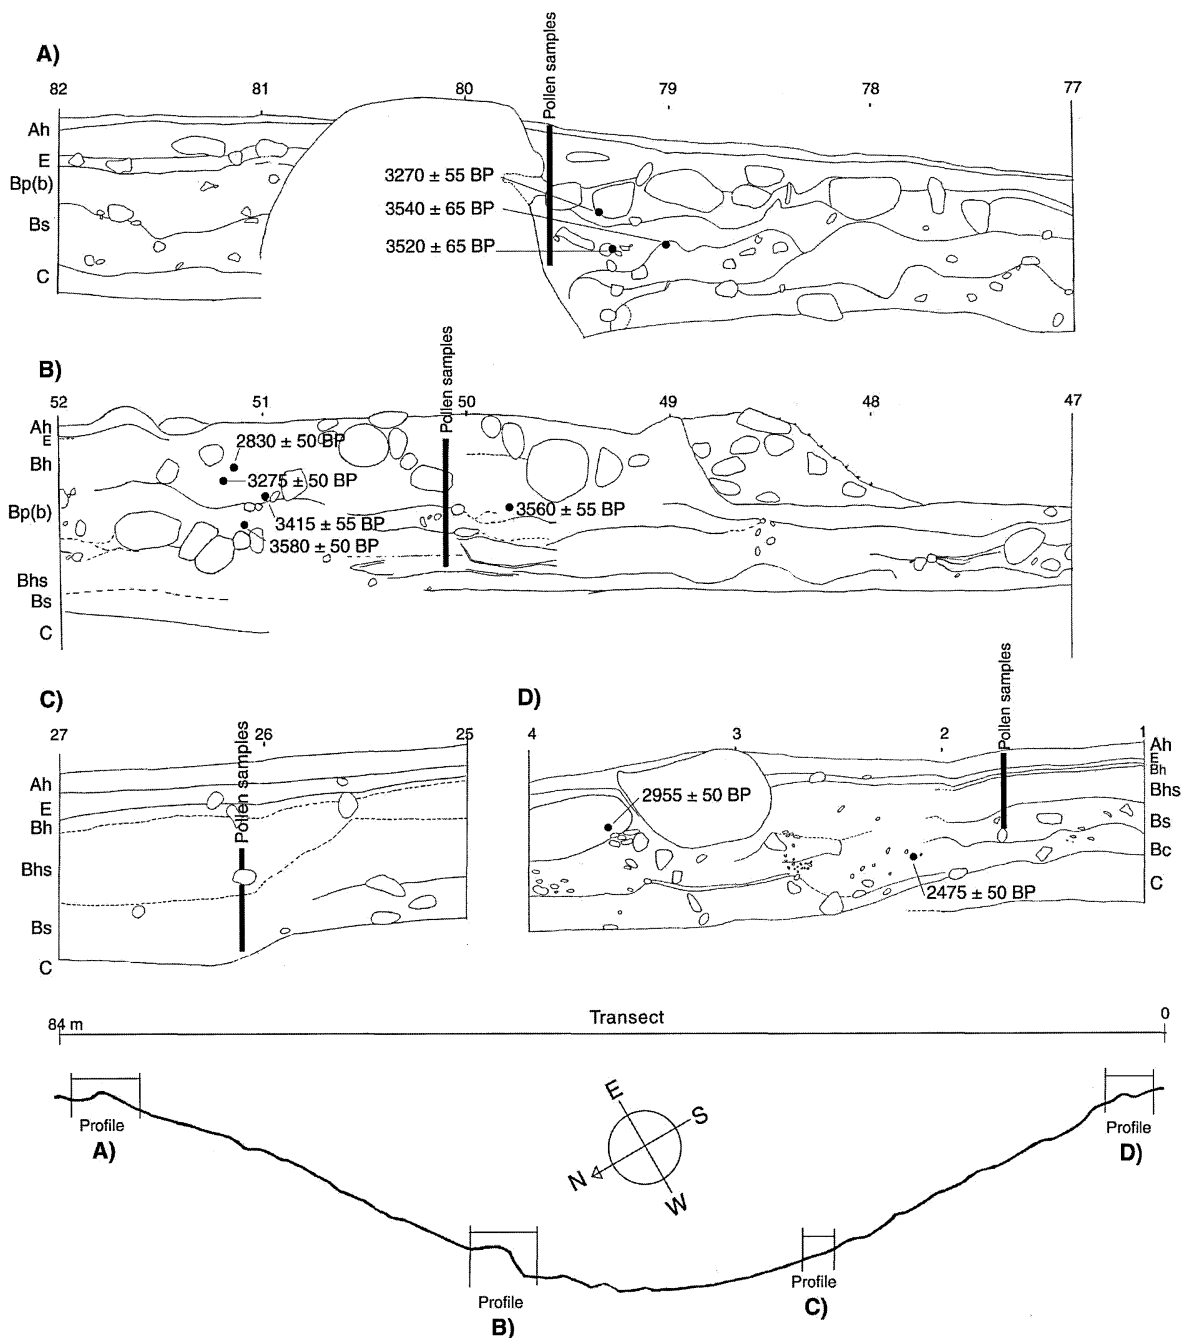 A)
82 81 80 79 78 77
Pollen samples
Ah
E
Bp(b)
Bs
C
3270 ± 55 BP
3540 ± 65 BP
3520 ± 65 BP
B)
52 51 50 49 48 47
Pollen samples
Ah
E
Bh
Bp(b)
Bhs
Bs
C
2830 ± 50 BP
3275 ± 50 BP
3415 ± 55 BP
3580 ± 50 BP
3560 ± 55 BP
C)
27 26 25
Pollen samples
Ah
E
Bh
Bhs
Bs
C
D)
4 3 2 1
Pollen samples
Ah
E
Bh
Bhs
Bs
Bc
C
2955 ± 50 BP
2475 ± 50 BP
84 m Transect 0
Profile
A)
Profile
B)
Profile
C)
Profile
D)
E
S
N
W